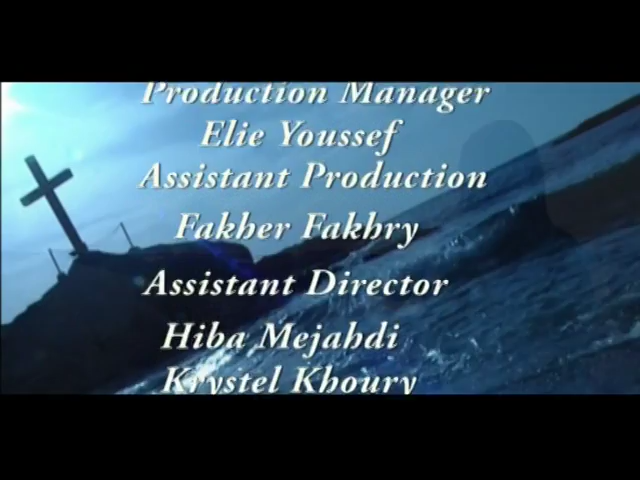 Production Manager
Elie Youssef
Assistant Production
Fakher Fakhry
Assistant Director
Hiba Mejahdi
Krystel Khoury